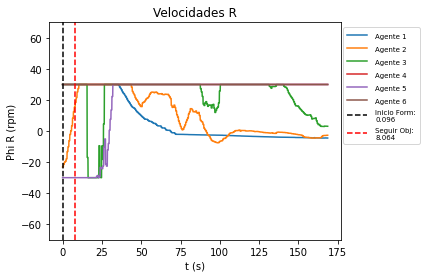 Velocidades R
Phi R (rpm)
60
40
20
0
−20
−40
−60
0
25
50
75
100
125
150
175
t (s)
Agente 1
Agente 2
Agente 3
Agente 4
Agente 5
Agente 6
Inicio Form:
0.096
Seguir Obj:
8.064